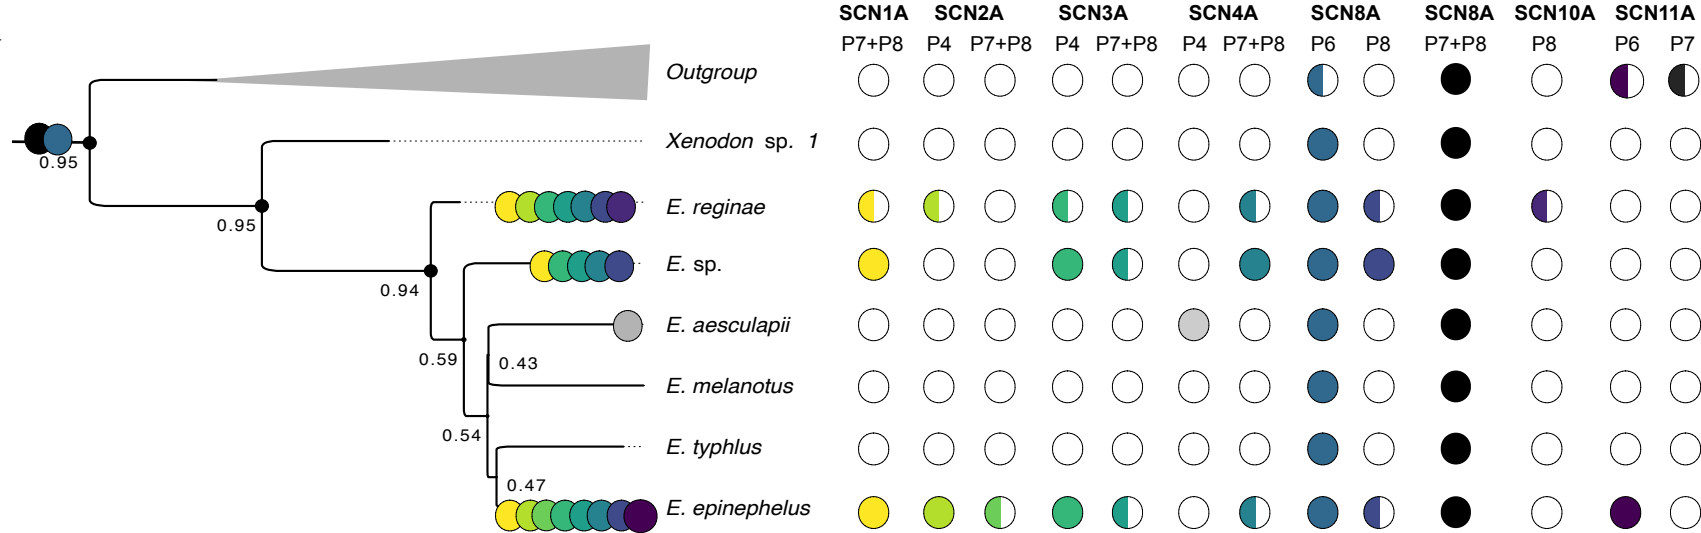 SCN1A SCN2A SCN3A SCN4A SCN8A SCN8A SCN10A SCN11A
P7+P8 P4 P7+P8 P4 P7+P8 P4 P7+P8 P6 P8 P7+P8 P8 P6 P7
Outgroup
Xenodon sp. 1
0.95
E. reginae
0.95
E. sp.
0.94
E. aesculapii
0.59 0.43
E. melanotus
0.54
E. typhlus
0.47
E. epinephelus